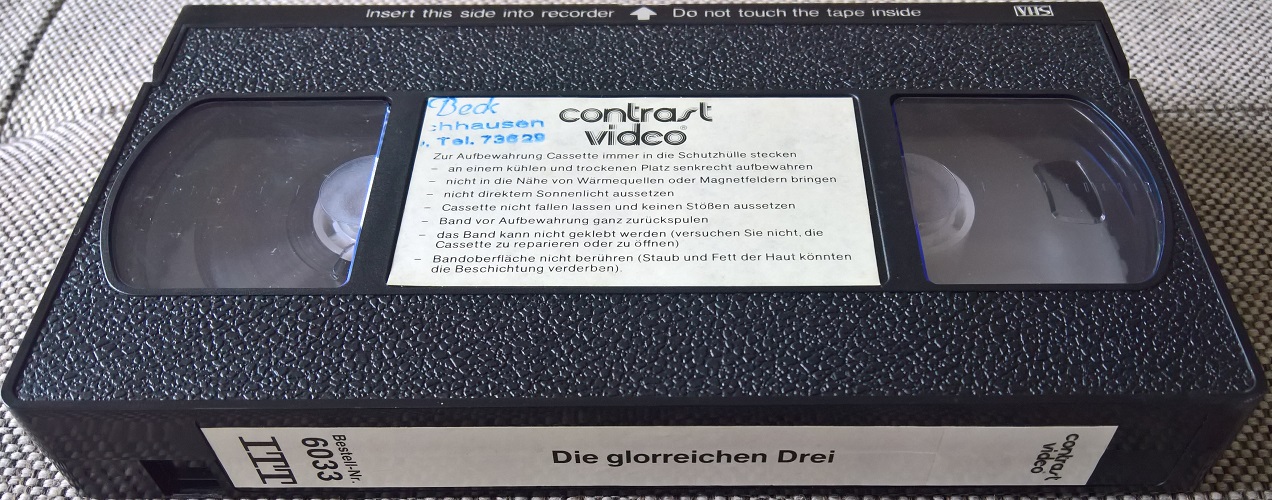 Insert this side into recorder Do not touch the tape inside VHS
Beck
chhausen
Tel. 73629
contrast
video
Zur Aufbewahrung Cassette immer in die Schutzhülle stecken
– an einem kühlen und trockenen Platz senkrecht aufbewahren
– nicht in die Nähe von Wärmequellen oder Magnetfeldern bringen
– nicht direktem Sonnenlicht aussetzen
– Cassette nicht fallen lassen und keinen Stößen aussetzen
– Band vor Aufbewahrung ganz zurückspulen
– das Band kann nicht geklebt werden (versuchen Sie nicht, die
Cassette zu reparieren oder zu öffnen)
– Bandoberfläche nicht berühren (Staub und Fett der Haut könnten
die Beschichtung verderben).
ITT
Bestell-Nr.
6033
Die glorreichen Drei
contrast
video